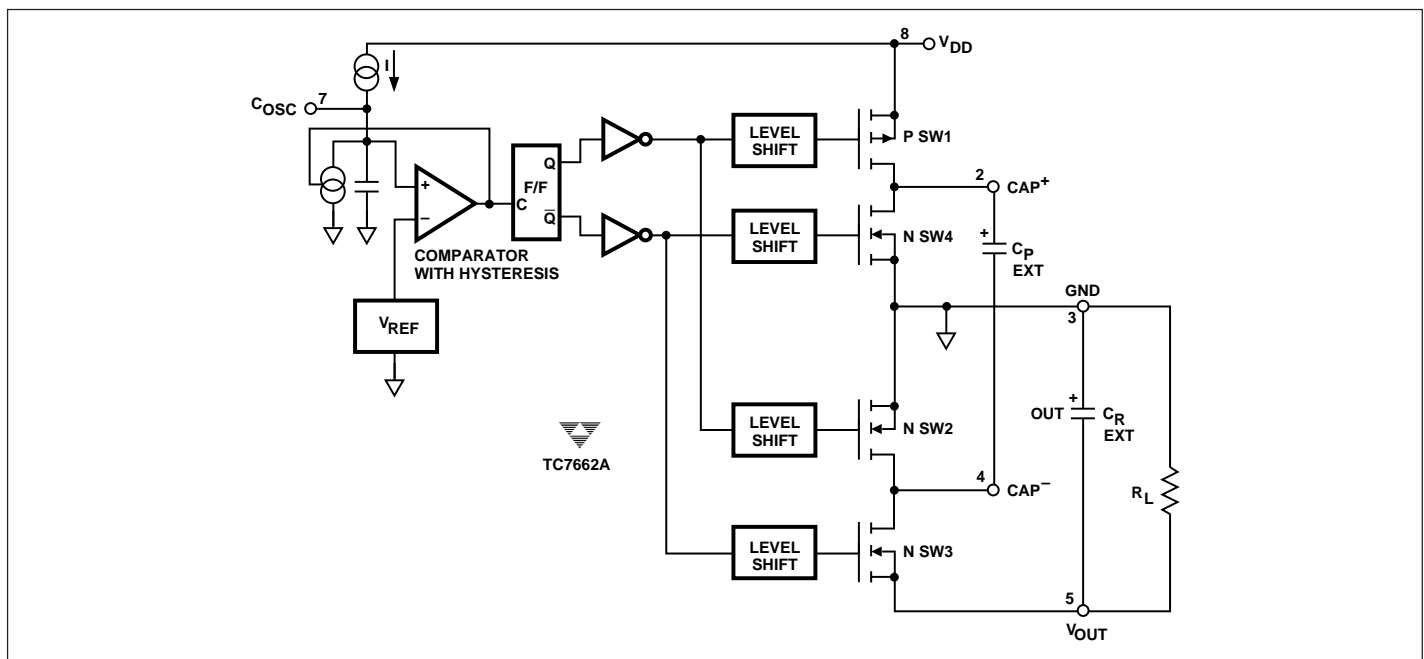 8
V_DD
I
C_OSC
7
LEVEL
SHIFT
P SW1
Q
F/F
C
Q̅
2
CAP+
+
–
LEVEL
SHIFT
N SW4
+
C_P
EXT
COMPARATOR
WITH HYSTERESIS
GND
3
V_REF
+
OUT
C_R
EXT
LEVEL
SHIFT
N SW2
TC7662A
4
CAP–
R_L
LEVEL
SHIFT
N SW3
5
V_OUT